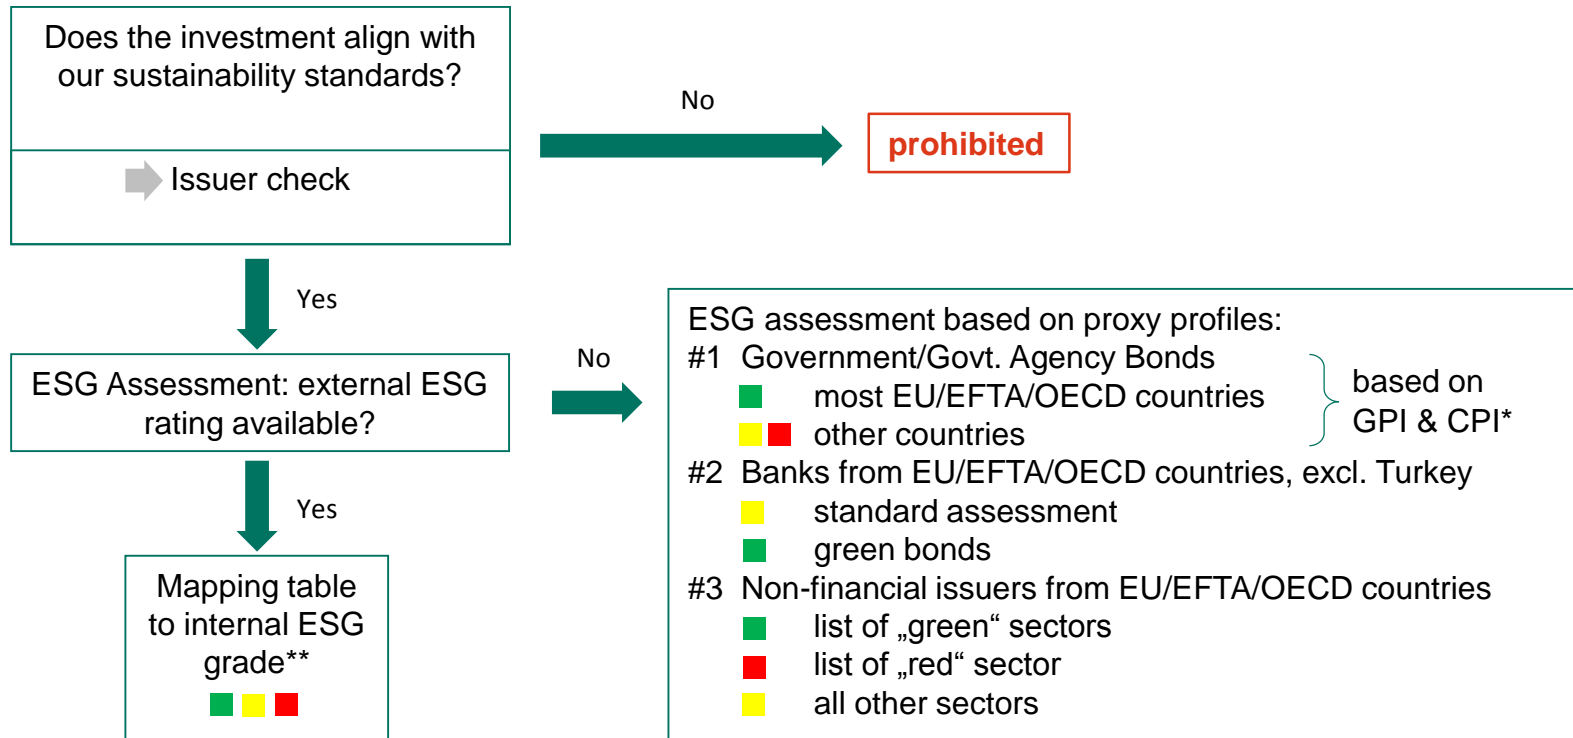 Does the investment align with
our sustainability standards?
Issuer check
No
prohibited
Yes
ESG Assessment: external ESG
rating available?
No
Yes
Mapping table
to internal ESG
grade**
ESG assessment based on proxy profiles:
#1 Government/Govt. Agency Bonds
most EU/EFTA/OECD countries
other countries
based on
GPI & CPI*
#2 Banks from EU/EFTA/OECD countries, excl. Turkey
standard assessment
green bonds
#3 Non-financial issuers from EU/EFTA/OECD countries
list of „green“ sectors
list of „red“ sector
all other sectors